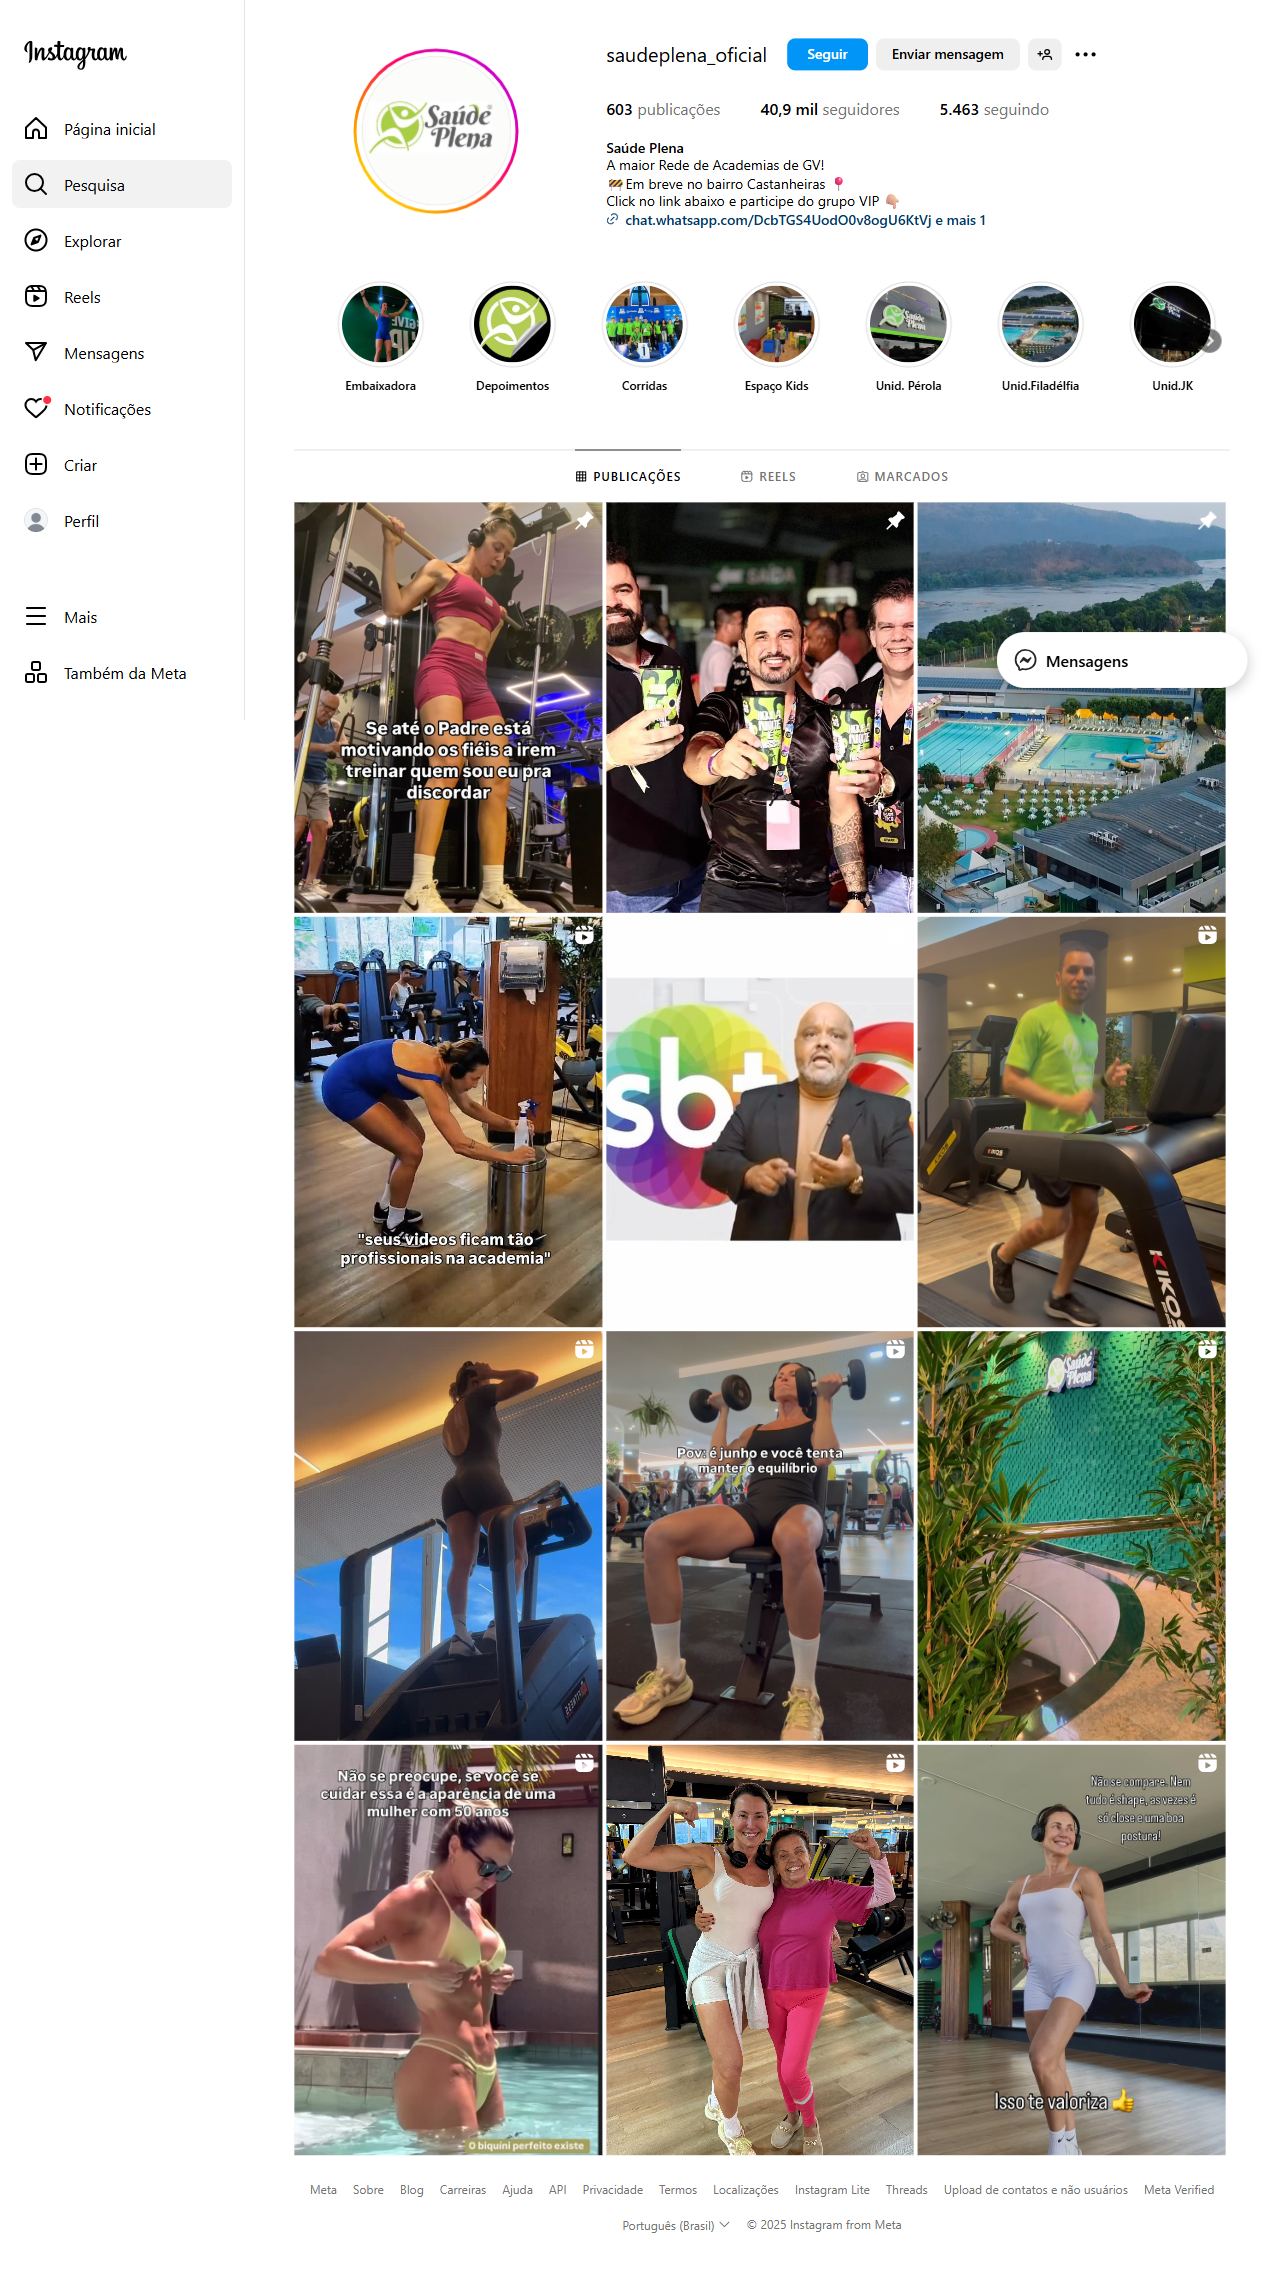 Instagram
Página inicial
Pesquisa
Explorar
Reels
Mensagens
Notificações
Criar
Perfil
Mais
Também da Meta
saudeplena_oficial
Seguir
Enviar mensagem
603 publicações
40,9 mil seguidores
5.463 seguindo
Saúde Plena
Saúde Plena
A maior Rede de Academias de GV!
Em breve no bairro Castanheiras
Click no link abaixo e participe do grupo VIP
chat.whatsapp.com/DcbTGS4UodO0v8ogU6KtVj e mais 1
Embaixadora
Depoimentos
Corridas
Espaço Kids
Unid. Pérola
Unid.Filadélfia
Unid.JK
PUBLICAÇÕES
REELS
MARCADOS
Se até o Padre está
motivando os fiéis a irem
treinar quem sou eu pra
discordar
Mensagens
"seus vídeos ficam tão
profissionais na academia"
sbt
KIKOS
KIKOS
KIKOS
Pov: é junho e você tenta
manter o equilíbrio
Saúde
Plena
Não se preocupe, se você se
cuidar essa é a aparência de uma
mulher com 50 anos
O biquíni perfeito existe
Não se compare. Nem
tudo é shape, as vezes é
só close e uma boa
postura!
Isso te valoriza
Meta
Sobre
Blog
Carreiras
Ajuda
API
Privacidade
Termos
Localizações
Instagram Lite
Threads
Upload de contatos e não usuários
Meta Verified
Português (Brasil)
© 2025 Instagram from Meta